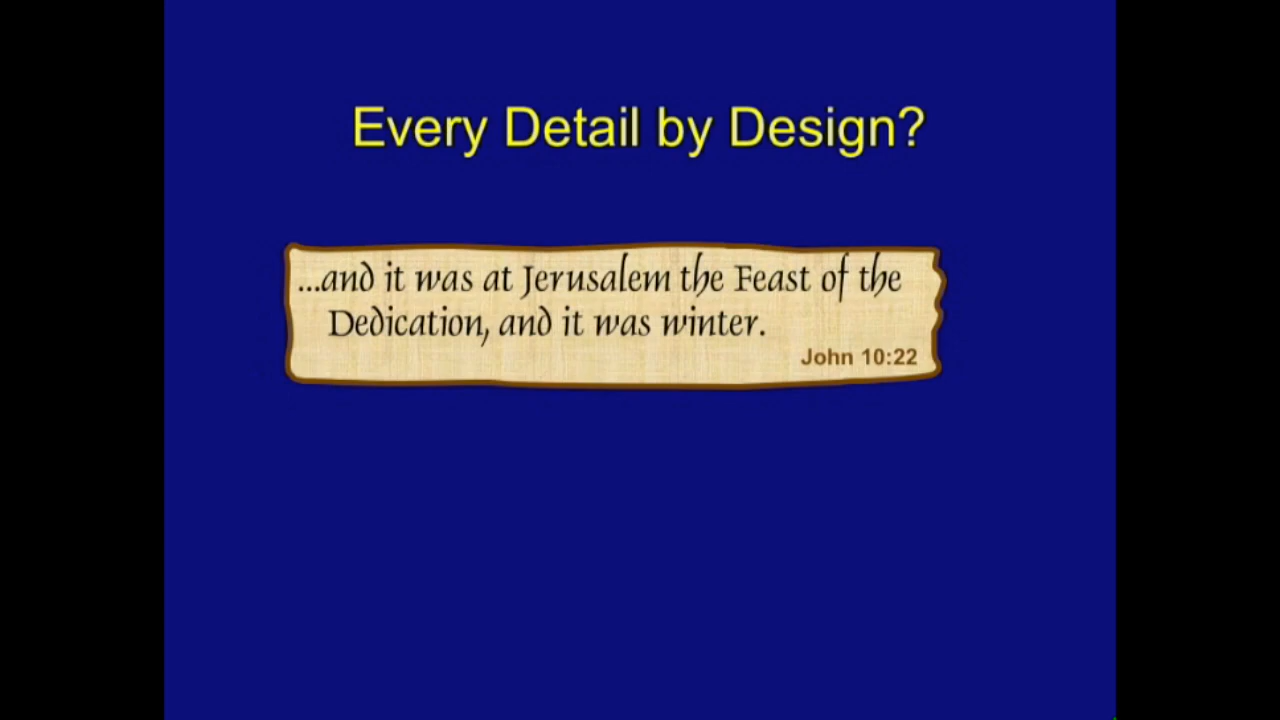 Every Detail by Design?
...and it was at Jerusalem the Feast of the
Dedication, and it was winter.
John 10:22